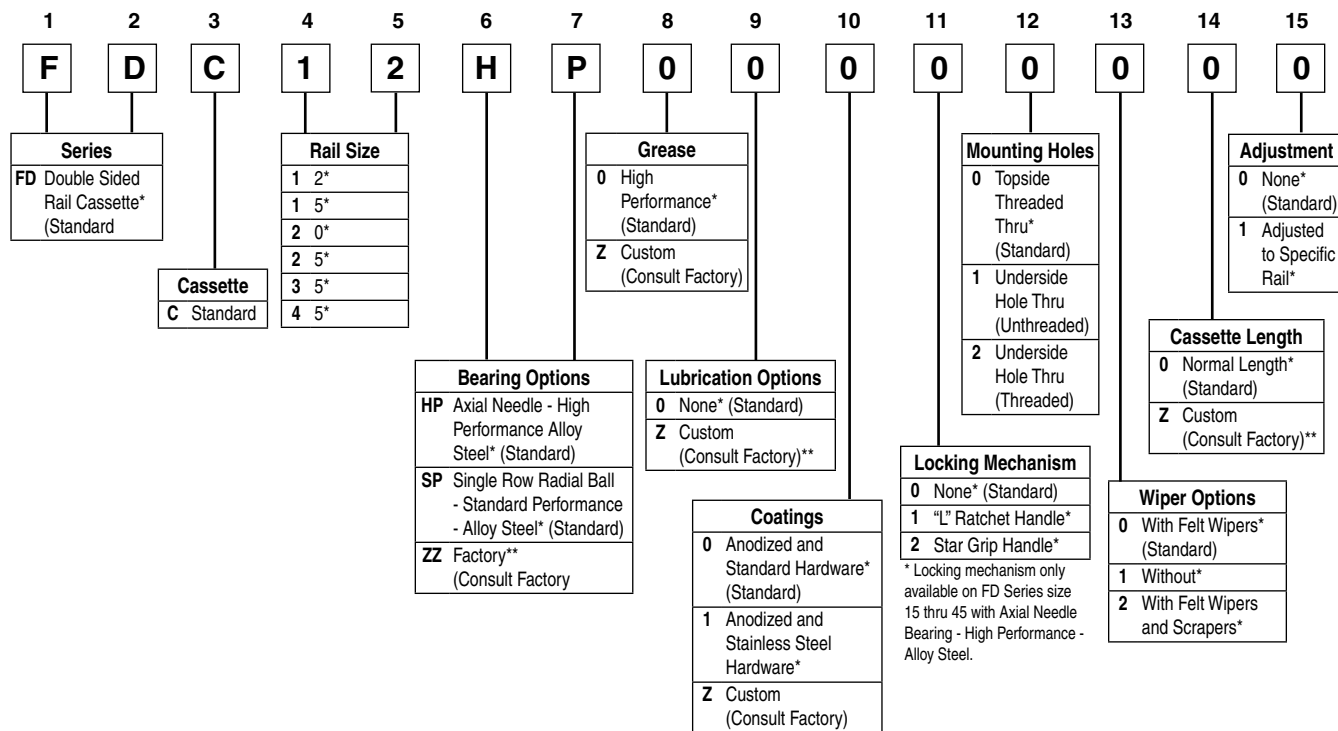 1 2 3 4 5 6 7 8 9 10 11 12 13 14 15
F D C 1 2 H P 0 0 0 0 0 0 0 0
Series
FD Double Sided
Rail Cassette*
(Standard
Cassette
C Standard
Rail Size
1 2*
1 5*
2 0*
2 5*
3 5*
4 5*
Bearing Options
HP Axial Needle - High
Performance Alloy
Steel* (Standard)
SP Single Row Radial Ball
- Standard Performance
- Alloy Steel* (Standard)
ZZ Factory**
(Consult Factory
Grease
0 High
Performance*
(Standard)
Z Custom
(Consult Factory)
Lubrication Options
0 None* (Standard)
Z Custom
(Consult Factory)**
Coatings
0 Anodized and
Standard Hardware*
(Standard)
1 Anodized and
Stainless Steel
Hardware*
Z Custom
(Consult Factory)
Locking Mechanism
0 None* (Standard)
1 “L” Ratchet Handle*
2 Star Grip Handle*
* Locking mechanism only
available on FD Series size
15 thru 45 with Axial Needle
Bearing - High Performance -
Alloy Steel.
Mounting Holes
0 Topside
Threaded
Thru*
(Standard)
1 Underside
Hole Thru
(Unthreaded)
2 Underside
Hole Thru
(Threaded)
Wiper Options
0 With Felt Wipers*
(Standard)
1 Without*
2 With Felt Wipers
and Scrapers*
Cassette Length
0 Normal Length*
(Standard)
Z Custom
(Consult Factory)**
Adjustment
0 None*
(Standard)
1 Adjusted
to Specific
Rail*